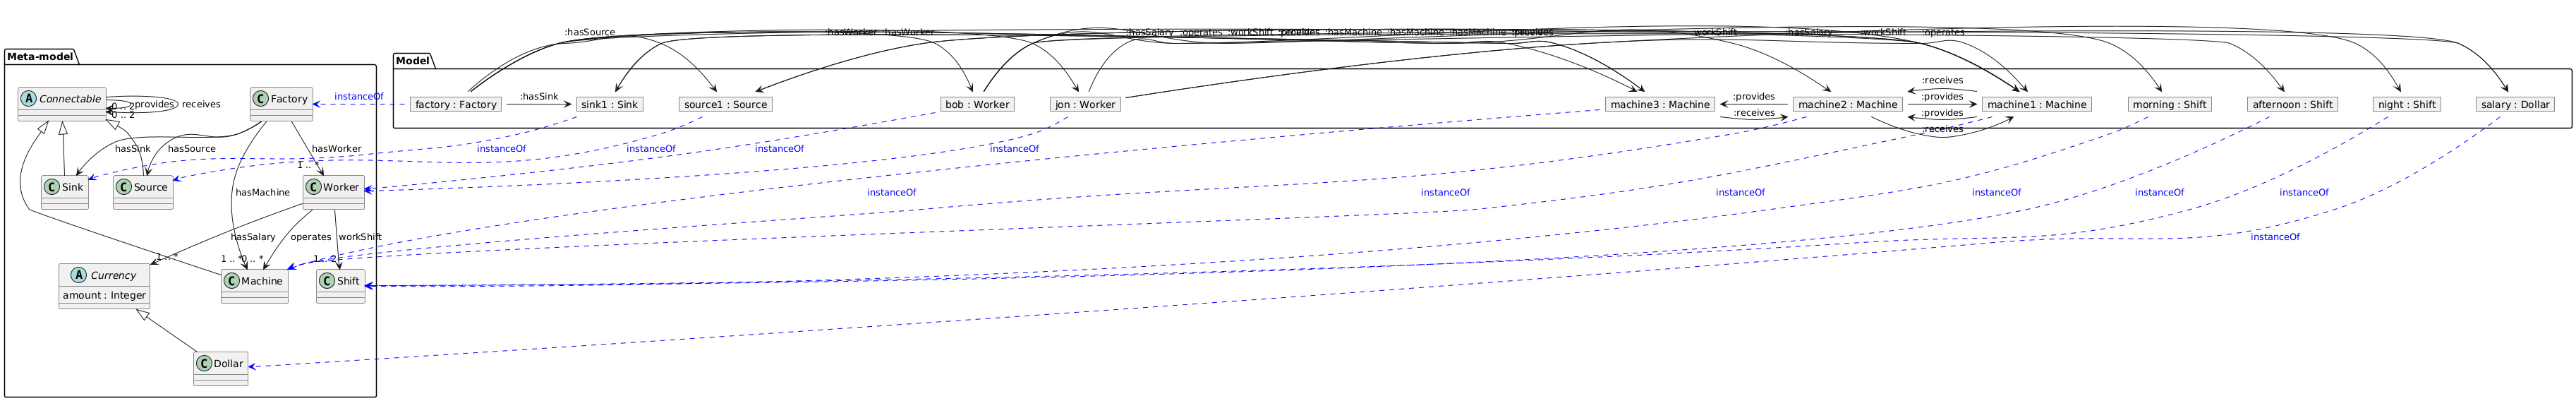 :hasSource
:hasWorker
:hasWorker
:hasSalary
:operates
:workShift
:provides
:hasMachine
:hasMachine
:hasMachine
:provides
:workShift
:hasSalary
:workShift
:operates
Meta-model
Model
Connectable
0 .. 2
provides
receives
0 .. 2
Factory
instanceOf
factory : Factory
:hasSink
sink1 : Sink
source1 : Source
bob : Worker
jon : Worker
machine3 : Machine
:provides
:receives
machine2 : Machine
:receives
:provides
:provides
:receives
machine1 : Machine
morning : Shift
afternoon : Shift
night : Shift
salary : Dollar
hasSink
hasSource
hasWorker
1 .. *
instanceOf
instanceOf
instanceOf
instanceOf
Sink
Source
Worker
hasMachine
instanceOf
instanceOf
instanceOf
instanceOf
instanceOf
instanceOf
hasSalary
operates
workShift
instanceOf
1 .. *
1 .. *
0 .. *
1 .. 2
Currency
amount : Integer
Machine
Shift
Dollar